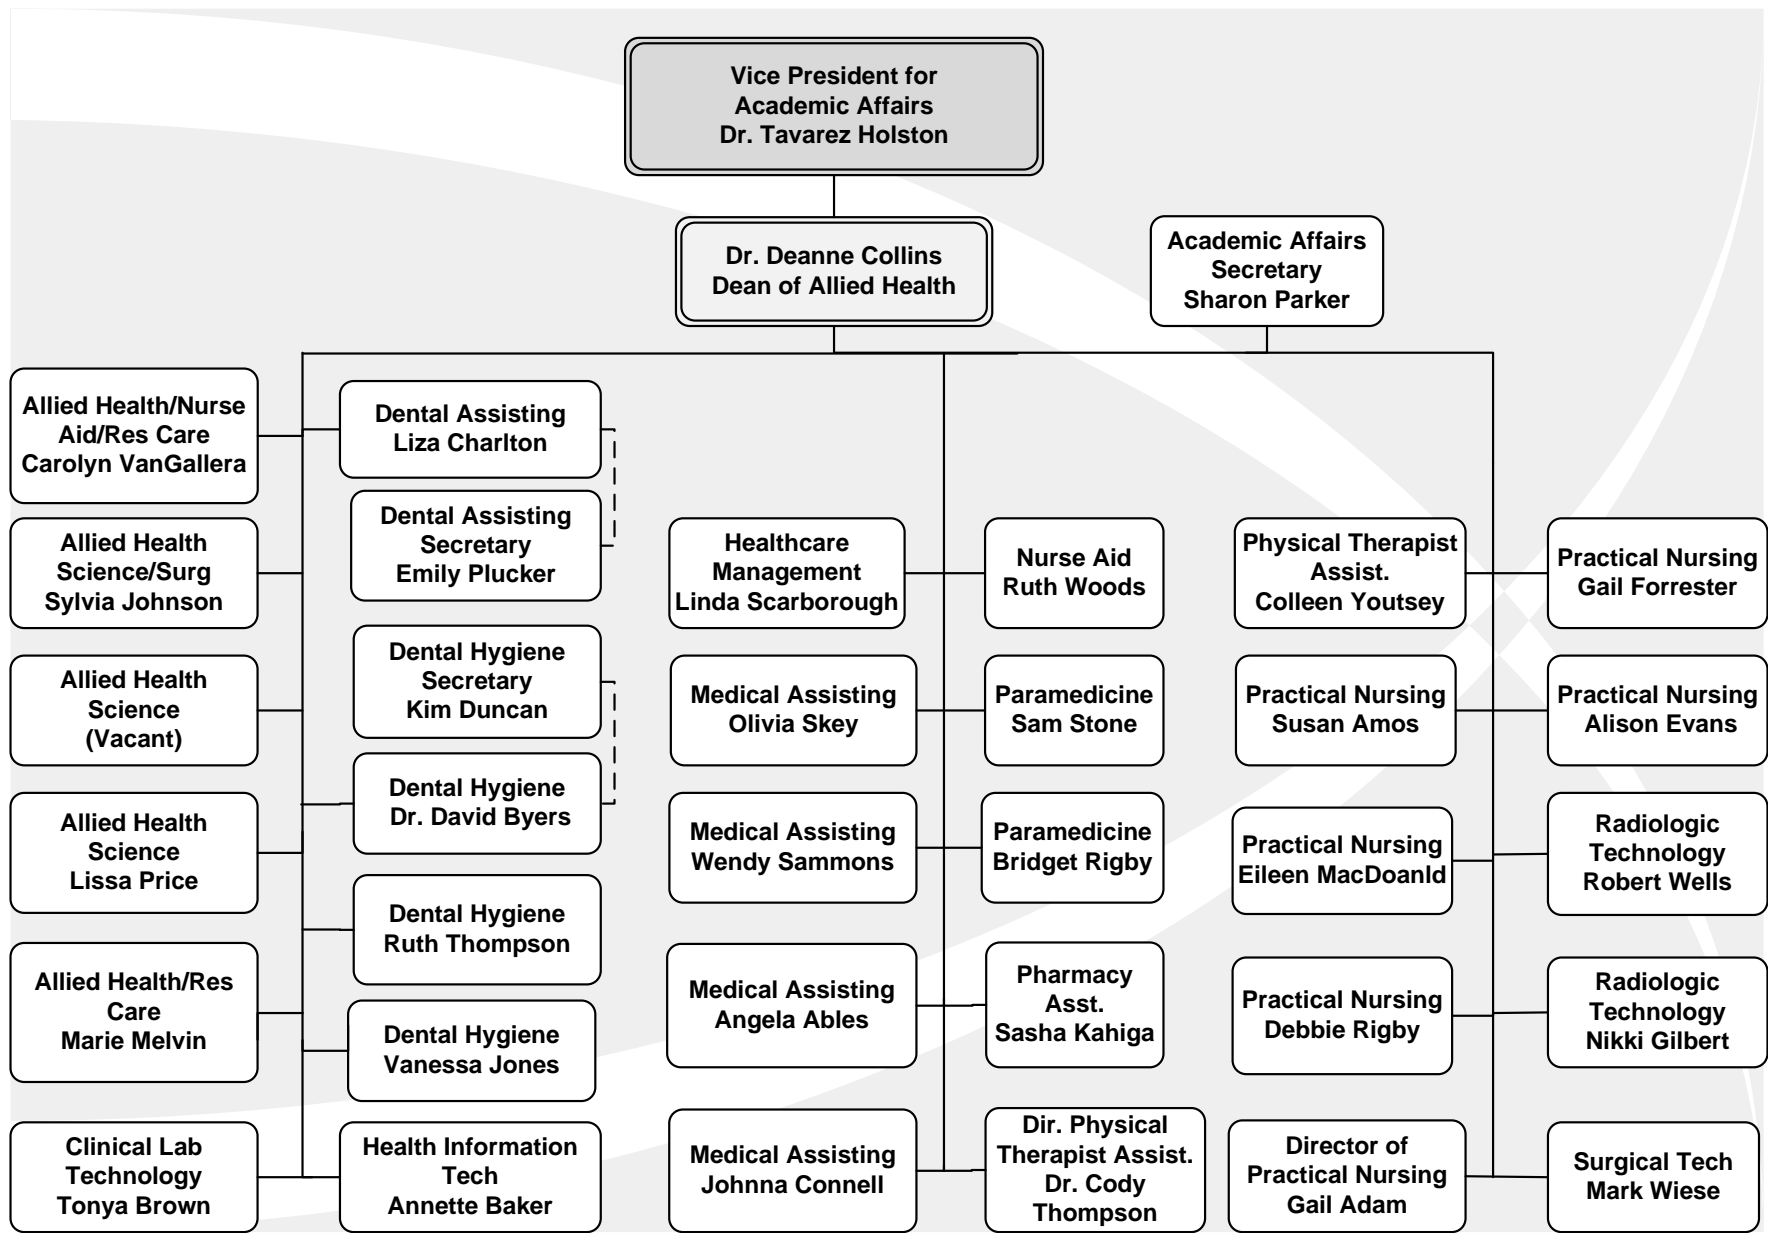 Vice President for
Academic Affairs
Dr. Tavarez Holston
Dr. Deanne Collins
Dean of Allied Health
Academic Affairs
Secretary
Sharon Parker
Allied Health/Nurse
Aid/Res Care
Carolyn VanGallera
Allied Health
Science/Surg
Sylvia Johnson
Allied Health
Science
(Vacant)
Allied Health
Science
Lissa Price
Allied Health/Res
Care
Marie Melvin
Clinical Lab
Technology
Tonya Brown
Dental Assisting
Liza Charlton
Dental Assisting
Secretary
Emily Plucker
Dental Hygiene
Secretary
Kim Duncan
Dental Hygiene
Dr. David Byers
Dental Hygiene
Ruth Thompson
Dental Hygiene
Vanessa Jones
Health Information
Tech
Annette Baker
Healthcare
Management
Linda Scarborough
Medical Assisting
Olivia Skey
Medical Assisting
Wendy Sammons
Medical Assisting
Angela Ables
Medical Assisting
Johnna Connell
Nurse Aid
Ruth Woods
Paramedicine
Sam Stone
Paramedicine
Bridget Rigby
Pharmacy
Asst.
Sasha Kahiga
Dir. Physical
Therapist Assist.
Dr. Cody
Thompson
Physical Therapist
Assist.
Colleen Youtsey
Practical Nursing
Susan Amos
Practical Nursing
Eileen MacDoanld
Practical Nursing
Debbie Rigby
Director of
Practical Nursing
Gail Adam
Practical Nursing
Gail Forrester
Practical Nursing
Alison Evans
Radiologic
Technology
Robert Wells
Radiologic
Technology
Nikki Gilbert
Surgical Tech
Mark Wiese